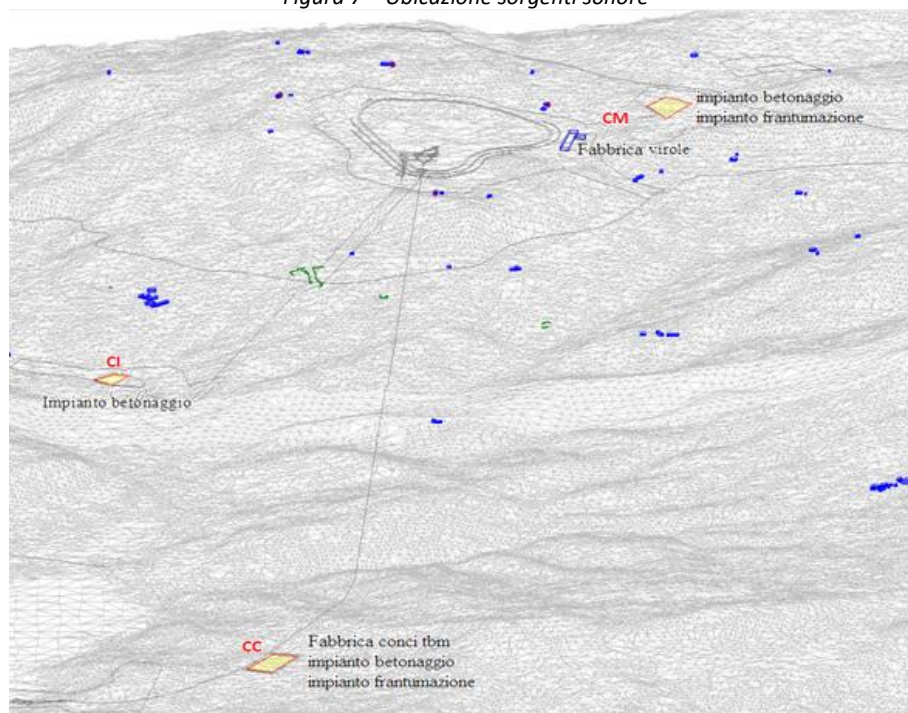 Figura 7 – Ubicazione sorgenti sonore
CM
impianto betonaggio
impianto frantumazione
Fabbrica virole
CI
Impianto betonaggio
CC
Fabbrica conci tbm
impianto betonaggio
impianto frantumazione